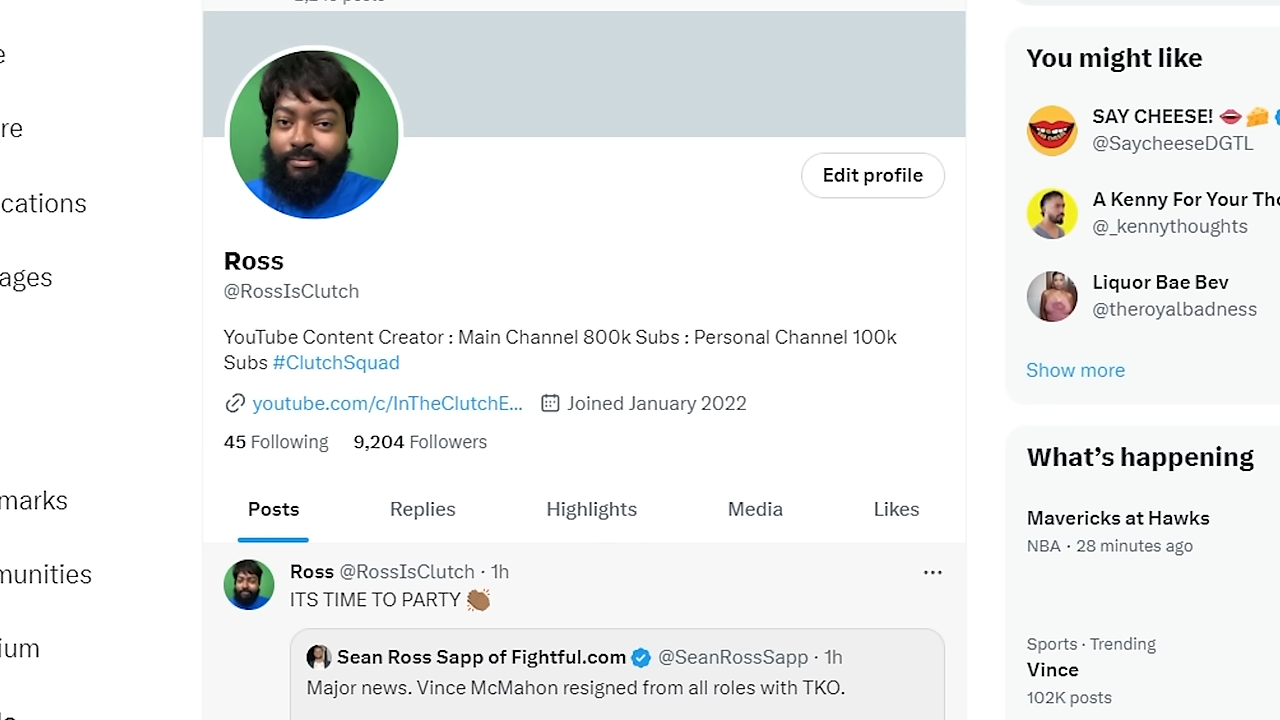 e
re
cations
ages
marks
munities
ium
Edit profile
Ross
@RossIsClutch
YouTube Content Creator : Main Channel 800k Subs : Personal Channel 100k
Subs #ClutchSquad
youtube.com/c/InTheClutchE...
Joined January 2022
45 Following 9,204 Followers
Posts Replies Highlights Media Likes
Ross @RossIsClutch · 1h
ITS TIME TO PARTY 👏🏾
Sean Ross Sapp of Fightful.com @SeanRossSapp · 1h
Major news. Vince McMahon resigned from all roles with TKO.
You might like
SAY CHEESE! 👄🧀
@SaycheeseDGTL
A Kenny For Your Tho
@_kennythoughts
Liquor Bae Bev
@theroyalbadness
Show more
What’s happening
Mavericks at Hawks
NBA · 28 minutes ago
Sports · Trending
Vince
102K posts